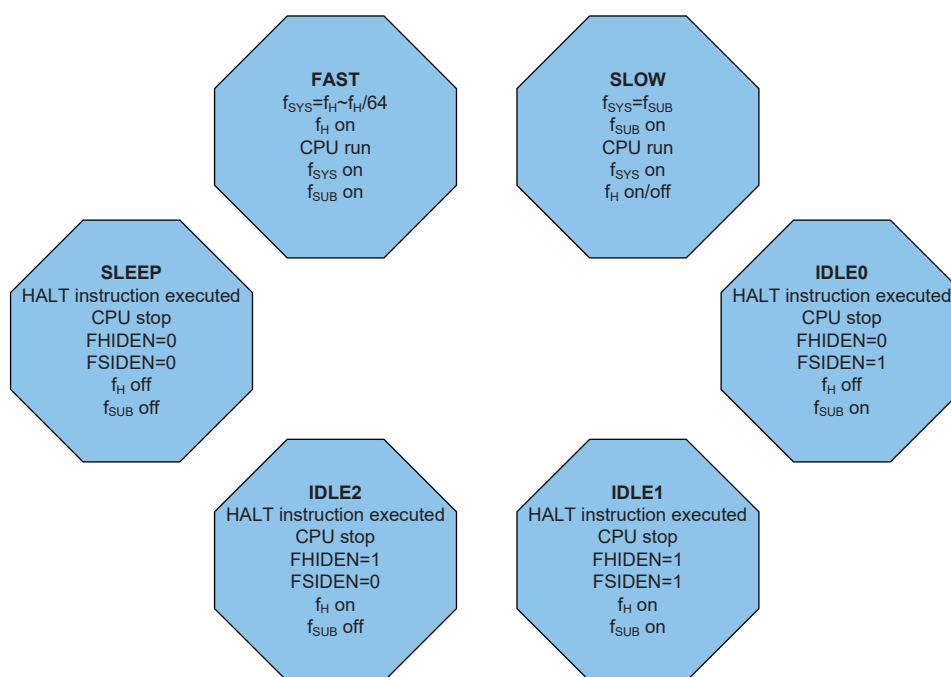 FAST
fSYS=fH~fH/64
fH on
CPU run
fSYS on
fSUB on
SLOW
fSYS=fSUB
fSUB on
CPU run
fSYS on
fH on/off
SLEEP
HALT instruction executed
CPU stop
FHIDEN=0
FSIDEN=0
fH off
fSUB off
IDLE0
HALT instruction executed
CPU stop
FHIDEN=0
FSIDEN=1
fH off
fSUB on
IDLE2
HALT instruction executed
CPU stop
FHIDEN=1
FSIDEN=0
fH on
fSUB off
IDLE1
HALT instruction executed
CPU stop
FHIDEN=1
FSIDEN=1
fH on
fSUB on